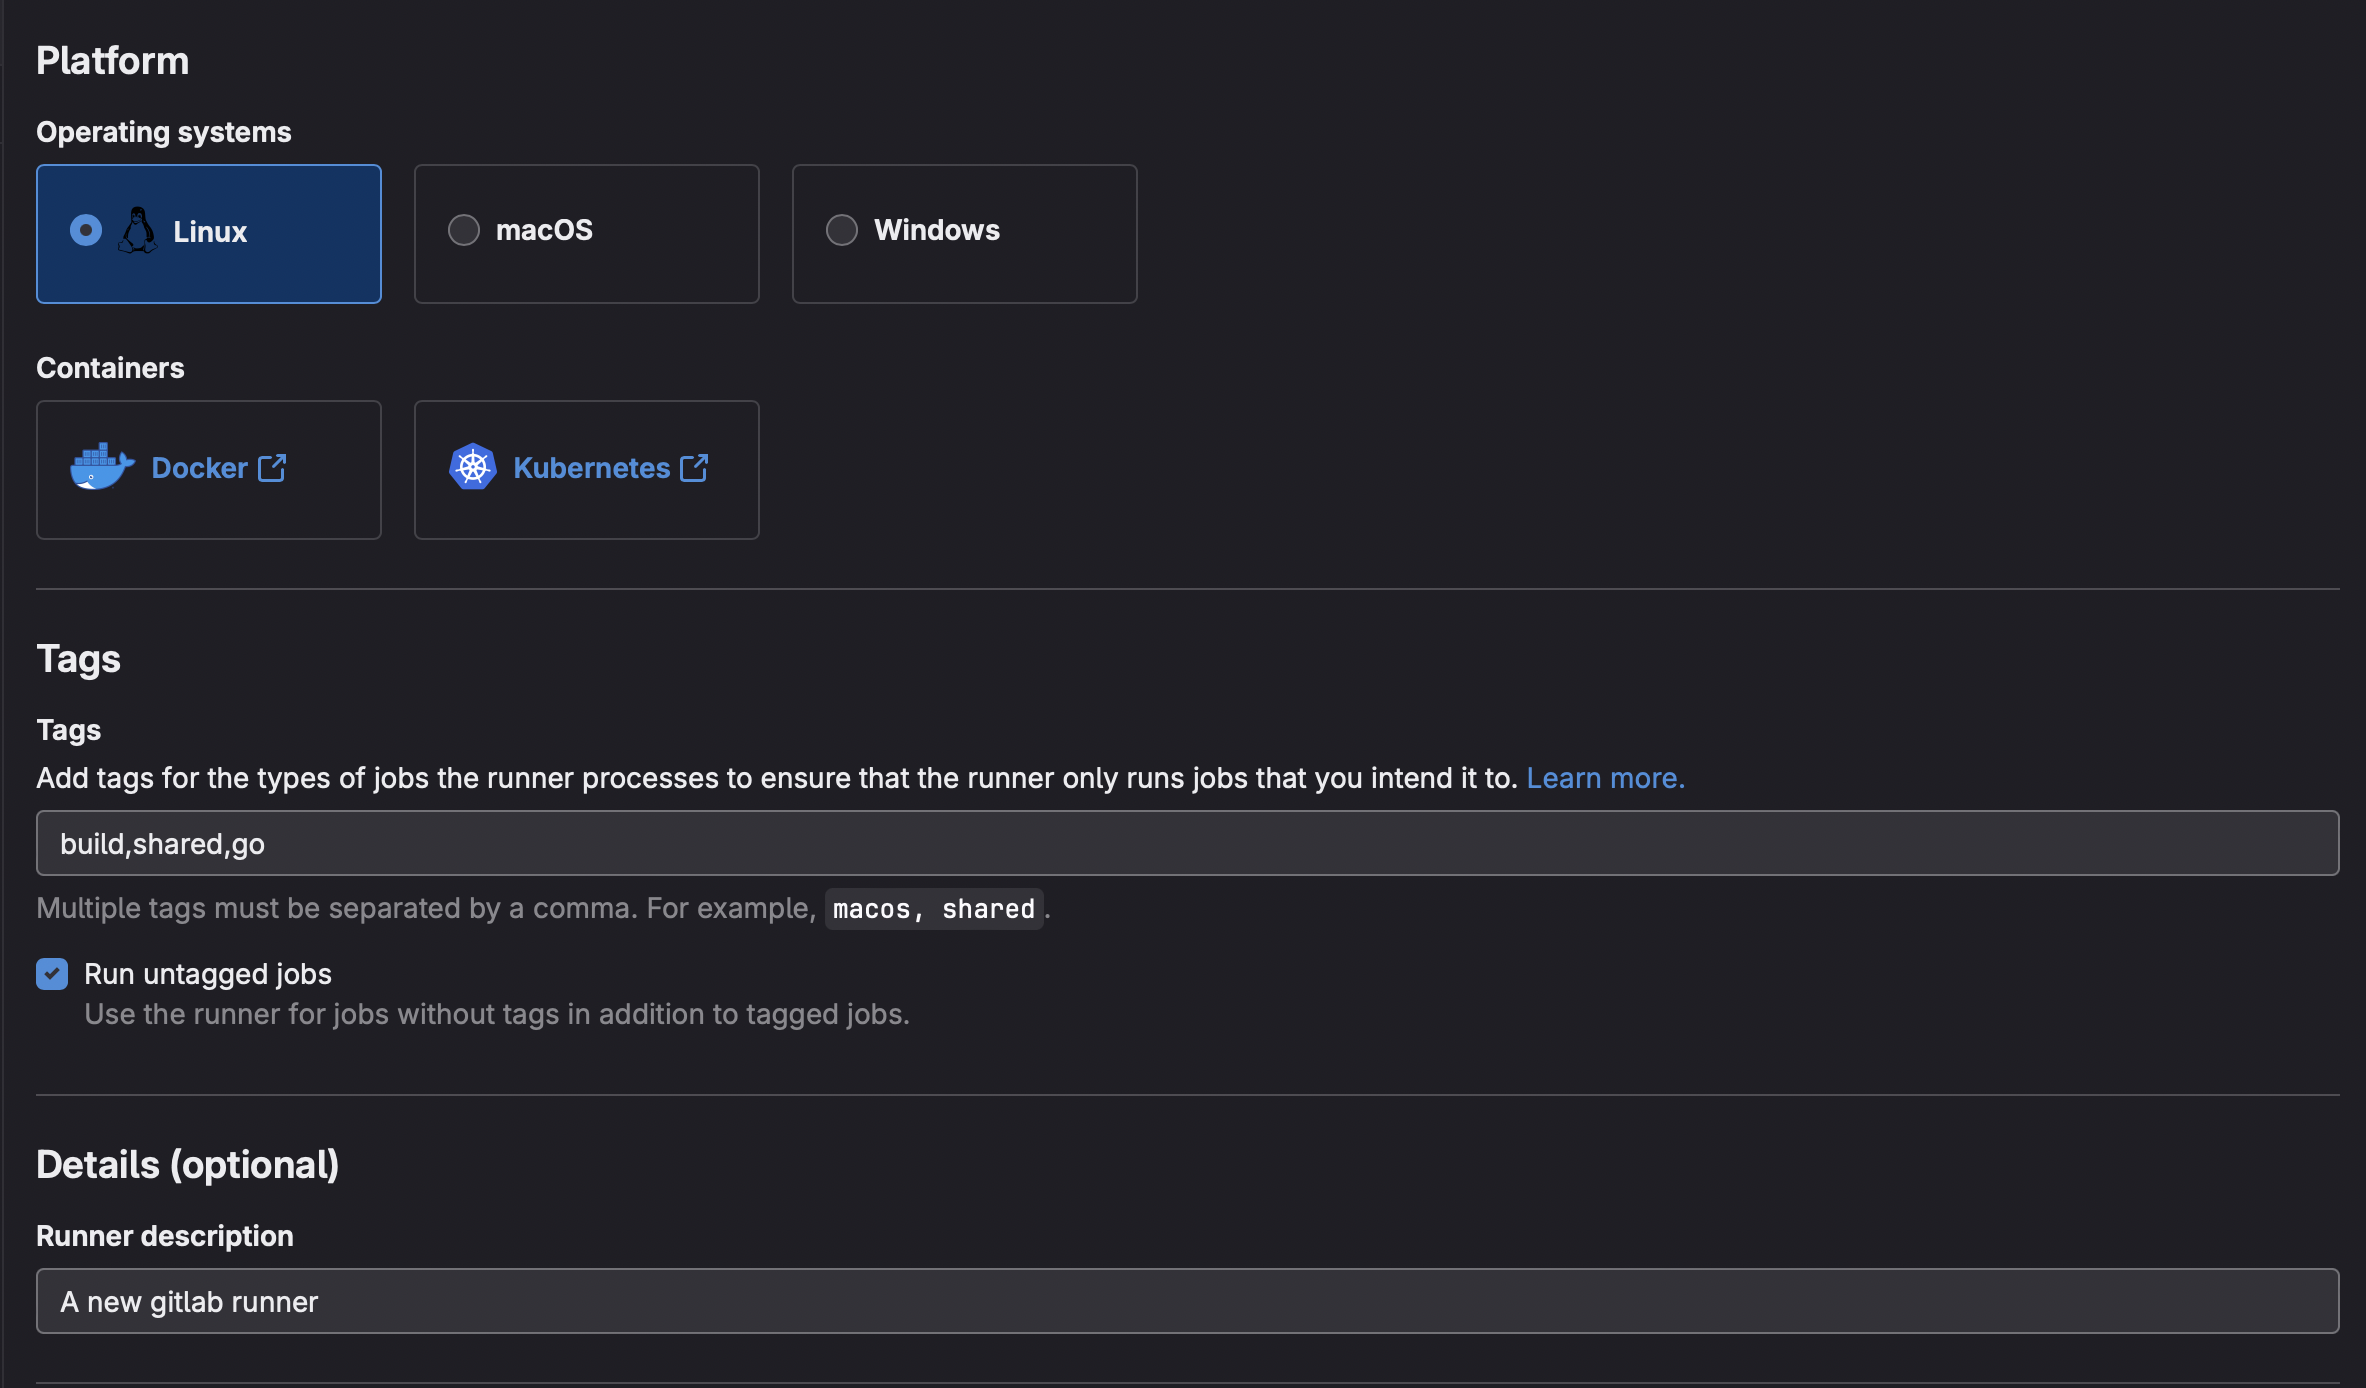 Platform
Operating systems
Linux
macOS
Windows
Containers
Docker
Kubernetes
Tags
Tags
Add tags for the types of jobs the runner processes to ensure that the runner only runs jobs that you intend it to. Learn more.
build,shared,go
Multiple tags must be separated by a comma. For example, macos, shared.
Run untagged jobs
Use the runner for jobs without tags in addition to tagged jobs.
Details (optional)
Runner description
A new gitlab runner